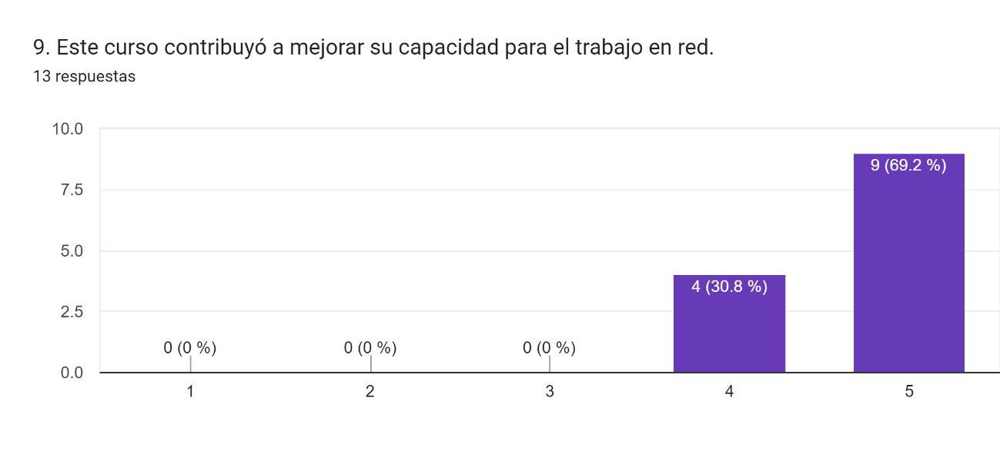 9. Este curso contribuyó a mejorar su capacidad para el trabajo en red.
13 respuestas
10.0
7.5
5.0
2.5
0.0
0 (0 %)
0 (0 %)
0 (0 %)
4 (30.8 %)
9 (69.2 %)
1
2
3
4
5